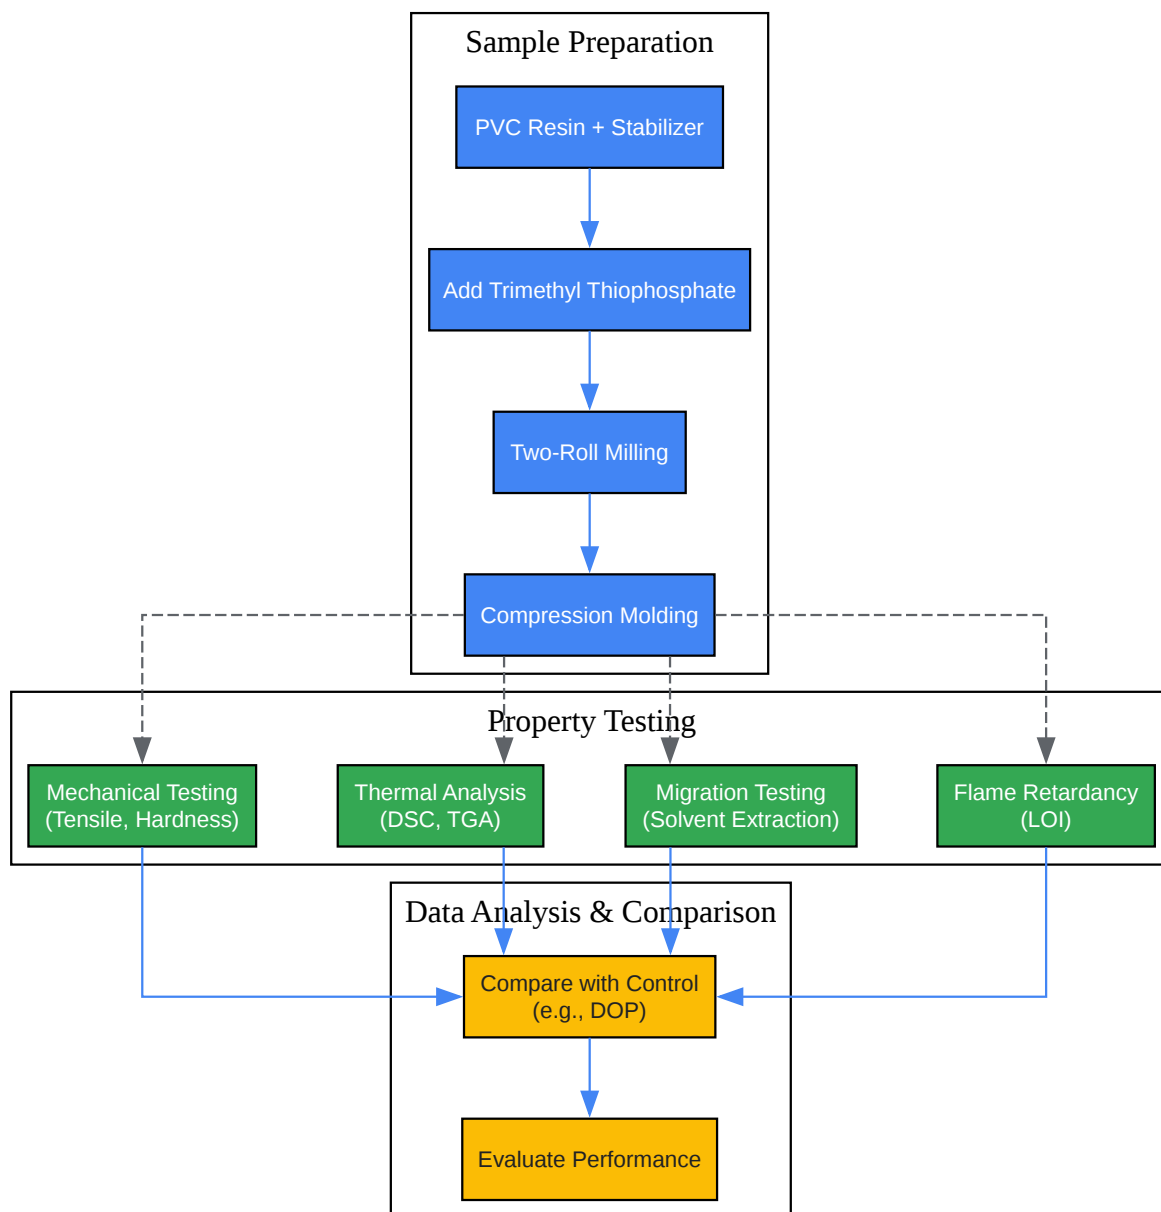 Sample Preparation
PVC Resin + Stabilizer
Add Trimethyl Thiophosphate
Two-Roll Milling
Compression Molding
Property Testing
Mechanical Testing
(Tensile, Hardness)
Thermal Analysis
(DSC, TGA)
Migration Testing
(Solvent Extraction)
Flame Retardancy
(LOI)
Data Analysis & Comparison
Compare with Control
(e.g., DOP)
Evaluate Performance